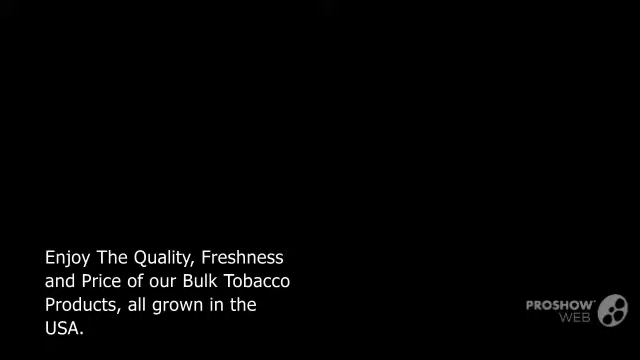 Enjoy The Quality, Freshness
and Price of our Bulk Tobacco
Products, all grown in the
USA.
PROSHOW
WEB